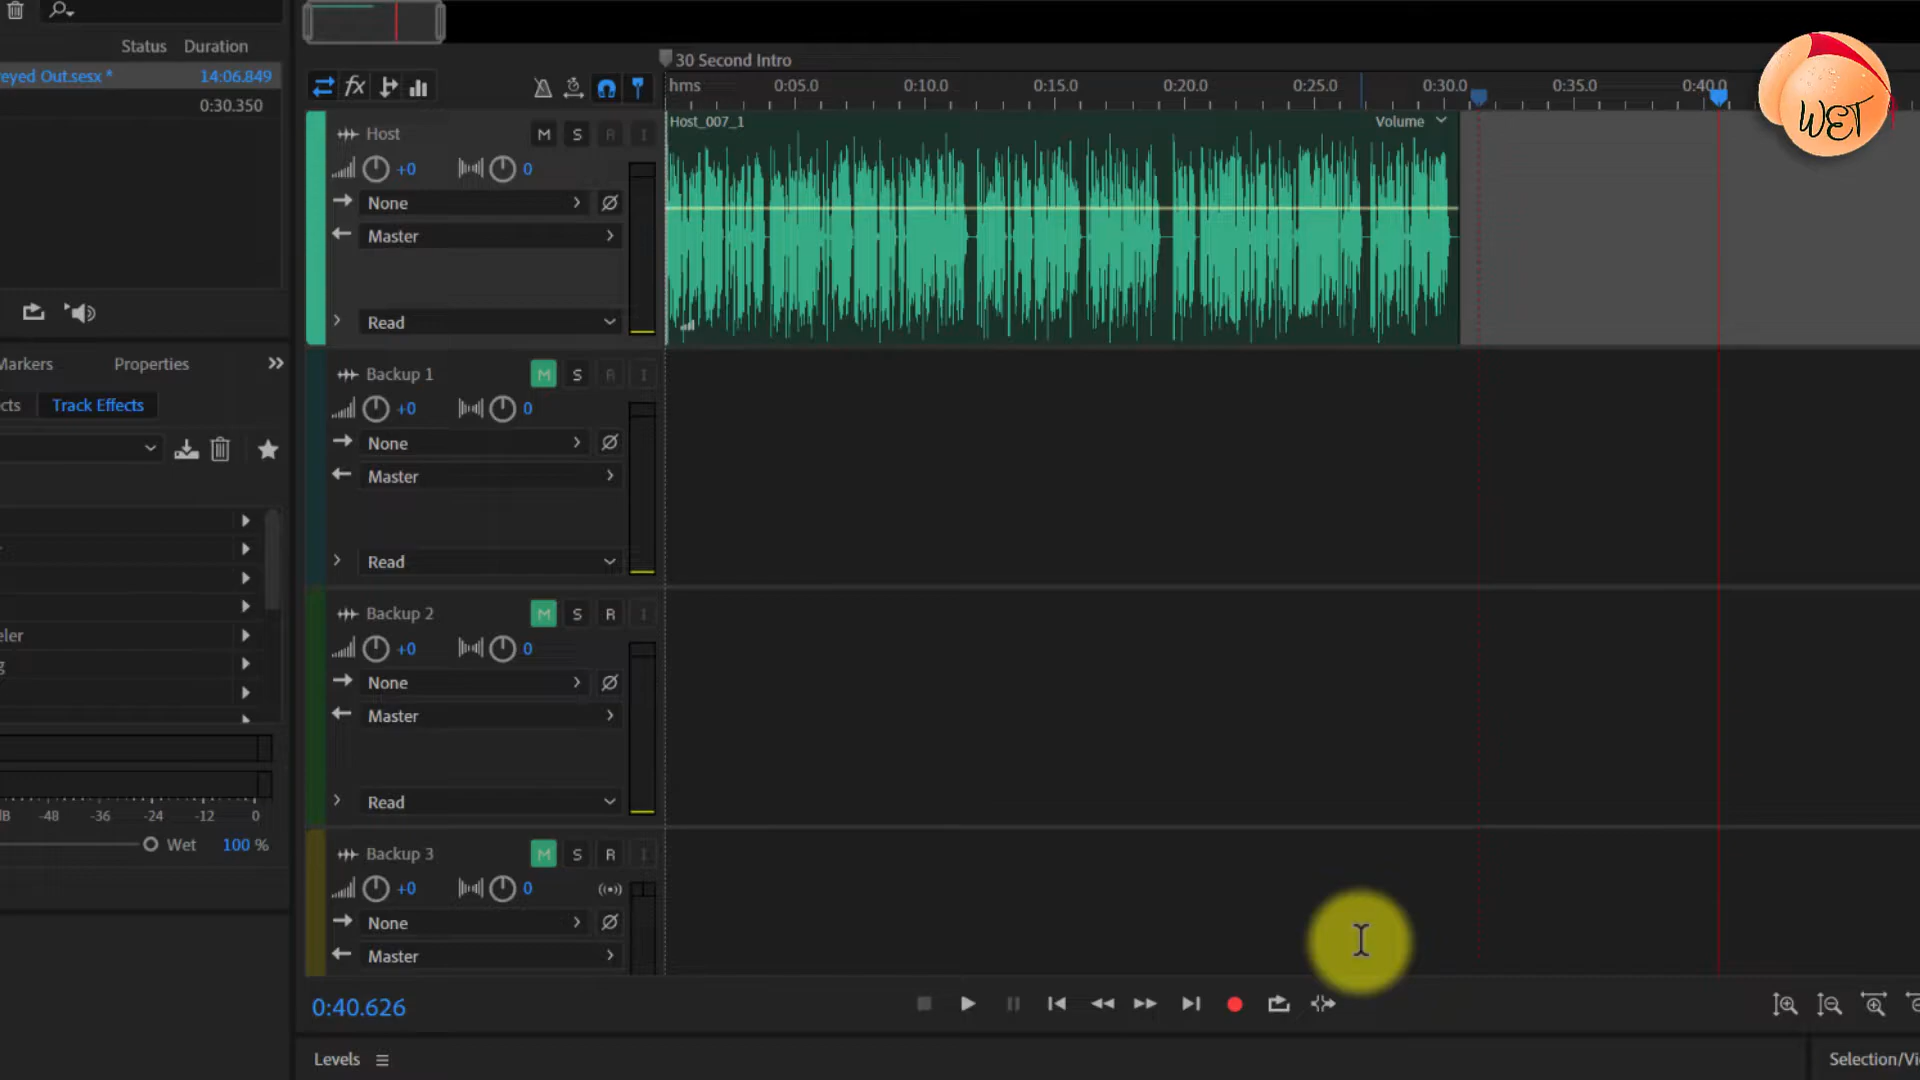 Status Duration
eyed Out.sesx * 14:06.849
0:30.350
30 Second Intro
hms 0:05.0 0:10.0 0:15.0 0:20.0 0:25.0 0:30.0 0:35.0 0:40.0
WET
fx
Host M S R I
Host_007_1 Volume
+0 0
None
Master
Read
Markers Properties
cts Track Effects
Backup 1 M S R I
+0 0
None
Master
Read
Backup 2 M S R I
+0 0
None
Master
Read
eler
g
dB -48 -36 -24 -12 0
Wet 100 %
Backup 3 M S R I
+0 0
None
Master
0:40.626
Levels
Selection/Vi